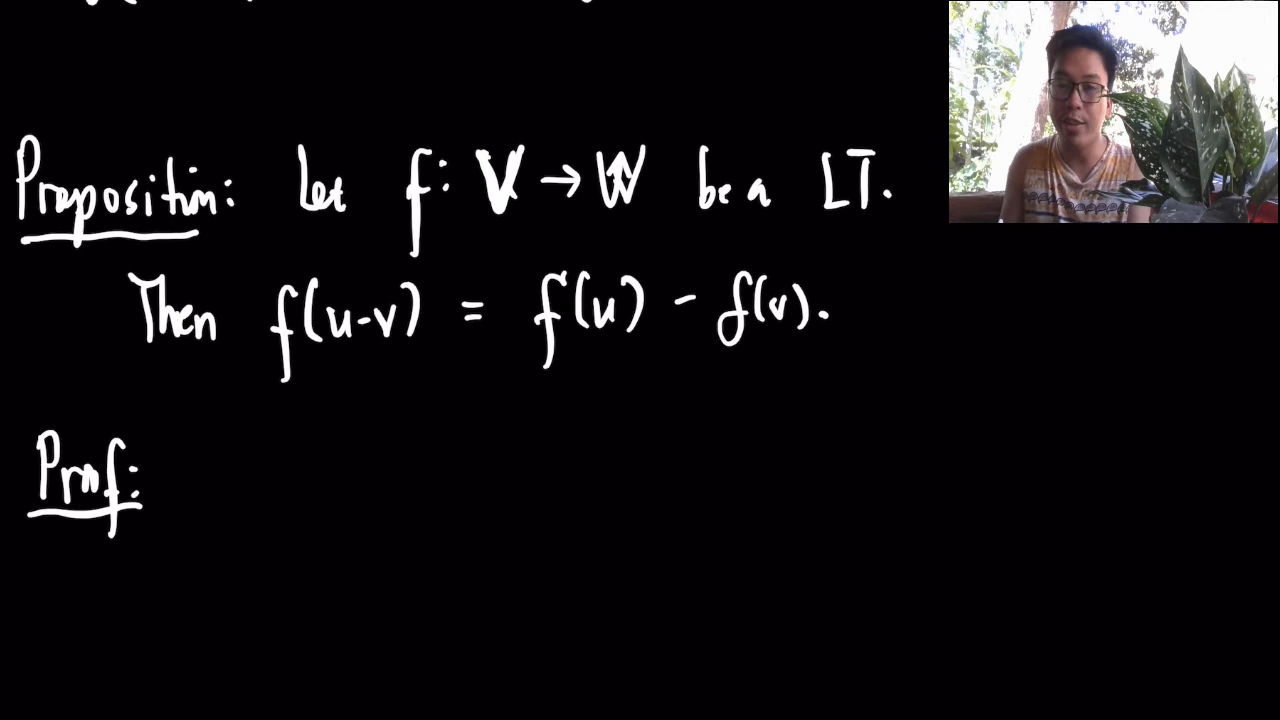 Proposition: Let f: V → W be a LT.
Then f(u-v) = f(u) - f(v).
Proof: